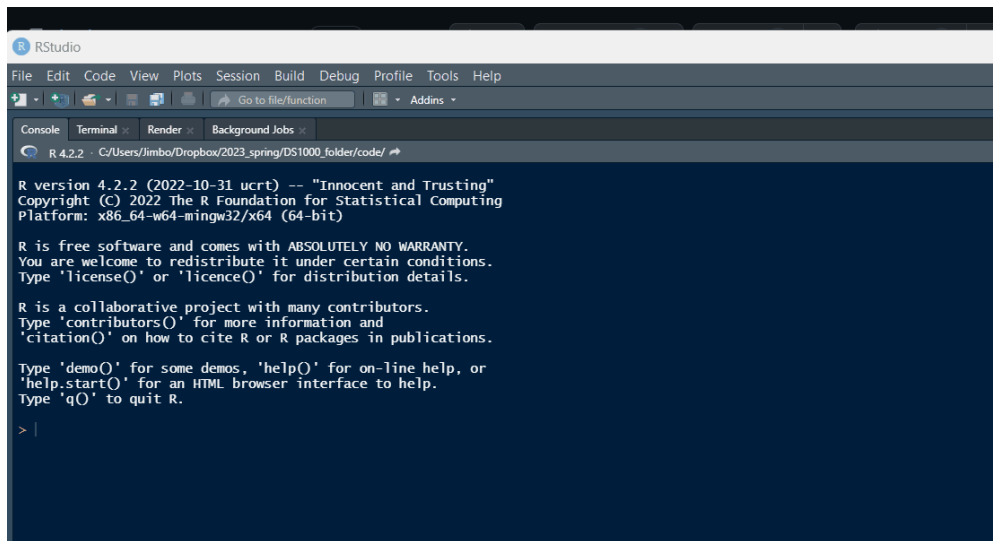 RStudio
File Edit Code View Plots Session Build Debug Profile Tools Help
Go to file/function Addins
Console Terminal Render Background Jobs
R 4.2.2 · C:/Users/Jimbo/Dropbox/2023_spring/DS1000_folder/code/
R version 4.2.2 (2022-10-31 ucrt) -- "Innocent and Trusting"
Copyright (C) 2022 The R Foundation for Statistical Computing
Platform: x86_64-w64-mingw32/x64 (64-bit)
R is free software and comes with ABSOLUTELY NO WARRANTY.
You are welcome to redistribute it under certain conditions.
Type 'license()' or 'licence()' for distribution details.
R is a collaborative project with many contributors.
Type 'contributors()' for more information and
'citation()' on how to cite R or R packages in publications.
Type 'demo()' for some demos, 'help()' for on-line help, or
'help.start()' for an HTML browser interface to help.
Type 'q()' to quit R.
>